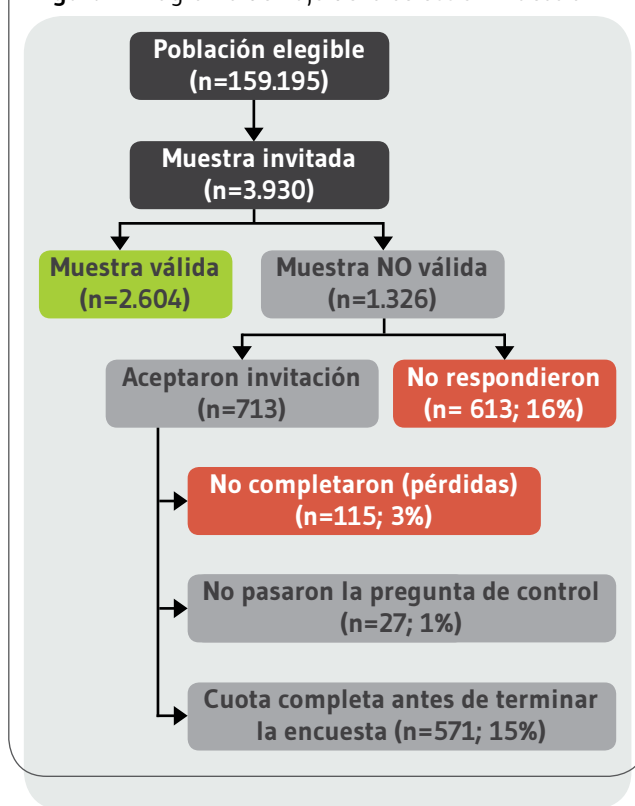 Población elegible
(n=159.195)
Muestra invitada
(n=3.930)
Muestra válida
(n=2.604)
Muestra NO válida
(n=1.326)
Aceptaron invitación
(n=713)
No respondieron
(n= 613; 16%)
No completaron (pérdidas)
(n=115; 3%)
No pasaron la pregunta de control
(n=27; 1%)
Cuota completa antes de terminar
la encuesta (n=571; 15%)